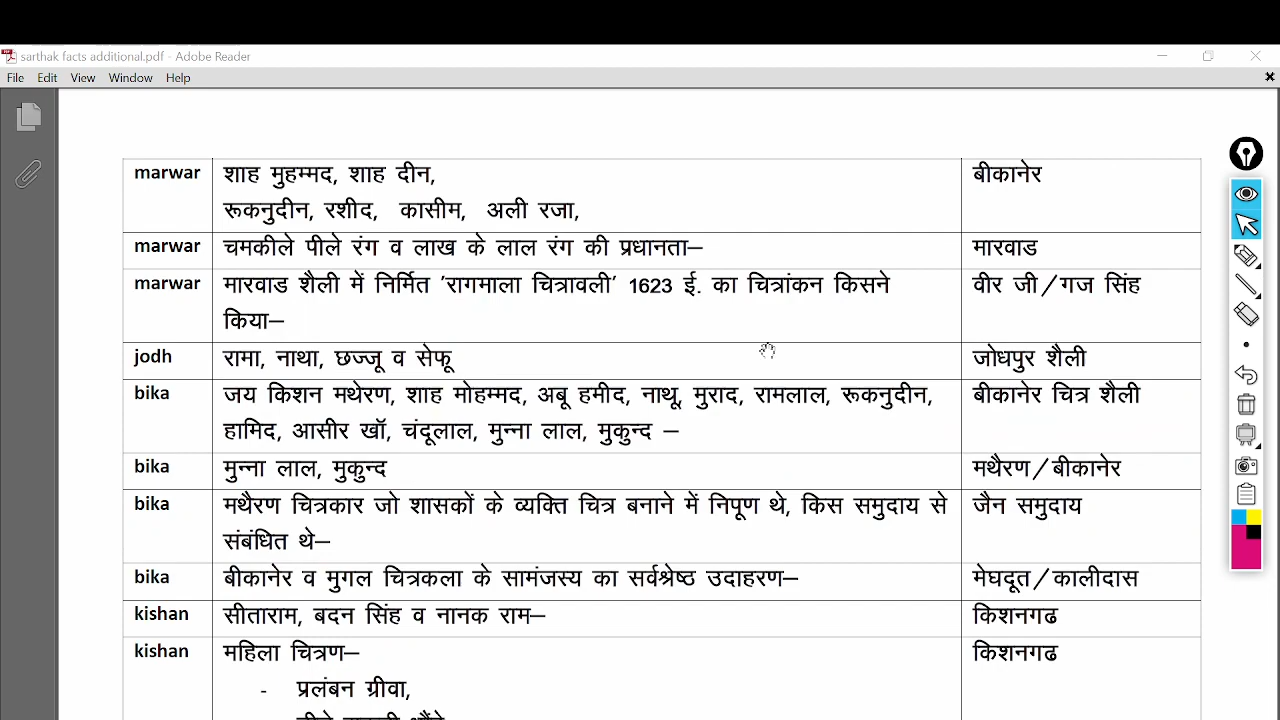 sarthak facts additional.pdf - Adobe Reader
File Edit View Window Help
marwar शाह मुहम्मद, शाह दीन, बीकानेर
रूकनुदीन, रशीद, कासीम, अली रजा,
marwar चमकीले पीले रंग व लाख के लाल रंग की प्रधानता– मारवाड
marwar मारवाड शैली में निर्मित 'रागमाला चित्रावली' 1623 ई. का चित्रांकन किसने वीर जी/गज सिंह
किया–
jodh रामा, नाथा, छज्जू व सेफू जोधपुर शैली
bika जय किशन मथेरण, शाह मोहम्मद, अबू हमीद, नाथू, मुराद, रामलाल, रूकनुदीन, बीकानेर चित्र शैली
हामिद, आसीर खॉ, चंदूलाल, मुन्ना लाल, मुकुन्द –
bika मुन्ना लाल, मुकुन्द मथैरण/बीकानेर
bika मथैरण चित्रकार जो शासकों के व्यक्ति चित्र बनाने में निपूण थे, किस समुदाय से जैन समुदाय
संबंधित थे–
bika बीकानेर व मुगल चित्रकला के सामंजस्य का सर्वश्रेष्ठ उदाहरण– मेघदूत/कालीदास
kishan सीताराम, बदन सिंह व नानक राम– किशनगढ
kishan महिला चित्रण– किशनगढ
- प्रलंबन ग्रीवा,